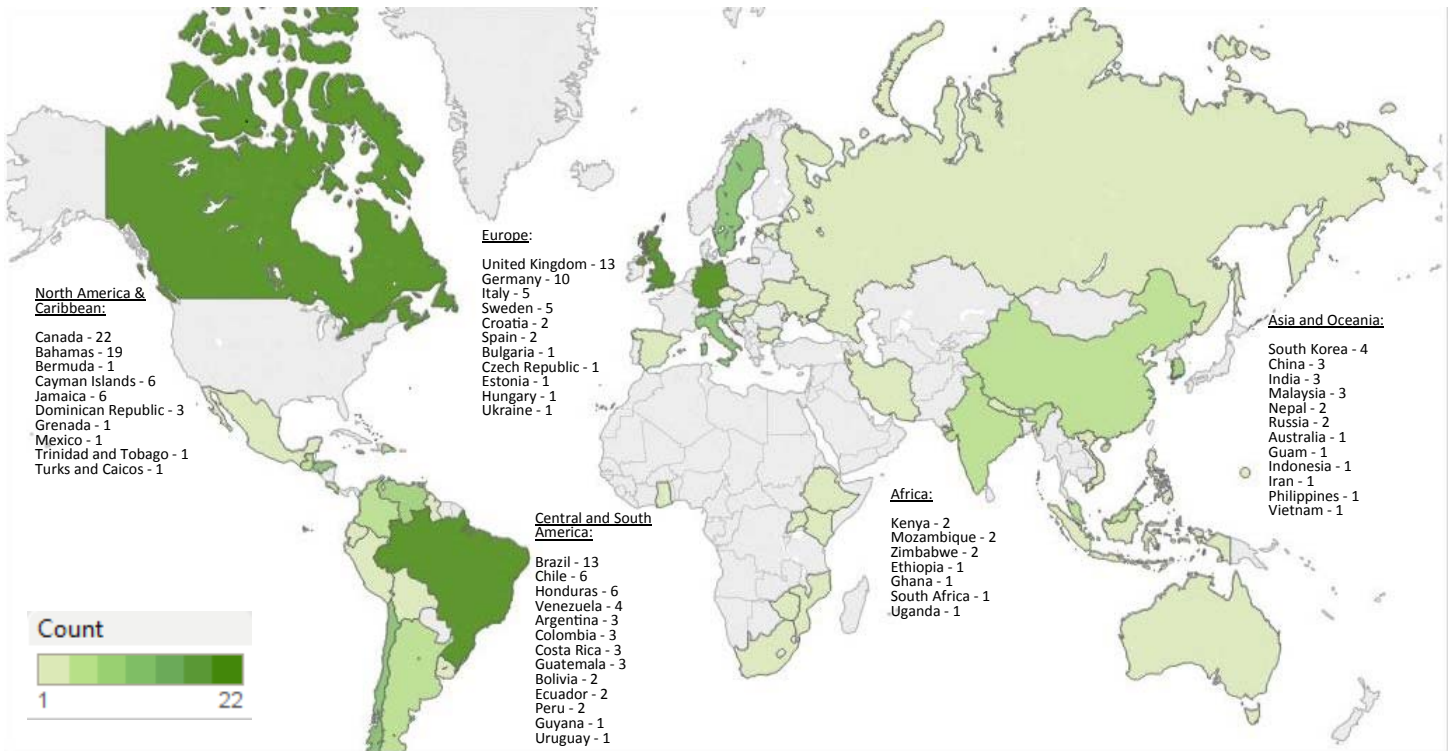 North America &
Caribbean:
Canada - 22
Bahamas - 19
Bermuda - 1
Cayman Islands - 6
Jamaica - 6
Dominican Republic - 3
Grenada - 1
Mexico - 1
Trinidad and Tobago - 1
Turks and Caicos - 1
Europe:
United Kingdom - 13
Germany - 10
Italy - 5
Sweden - 5
Croatia - 2
Spain - 2
Bulgaria - 1
Czech Republic - 1
Estonia - 1
Hungary - 1
Ukraine - 1
Central and South
America:
Brazil - 13
Chile - 6
Honduras - 6
Venezuela - 4
Argentina - 3
Colombia - 3
Costa Rica - 3
Guatemala - 3
Bolivia - 2
Ecuador - 2
Peru - 2
Guyana - 1
Uruguay - 1
Africa:
Kenya - 2
Mozambique - 2
Zimbabwe - 2
Ethiopia - 1
Ghana - 1
South Africa - 1
Uganda - 1
Asia and Oceania:
South Korea - 4
China - 3
India - 3
Malaysia - 3
Nepal - 2
Russia - 2
Australia - 1
Guam - 1
Indonesia - 1
Iran - 1
Philippines - 1
Vietnam - 1
Count
1 22